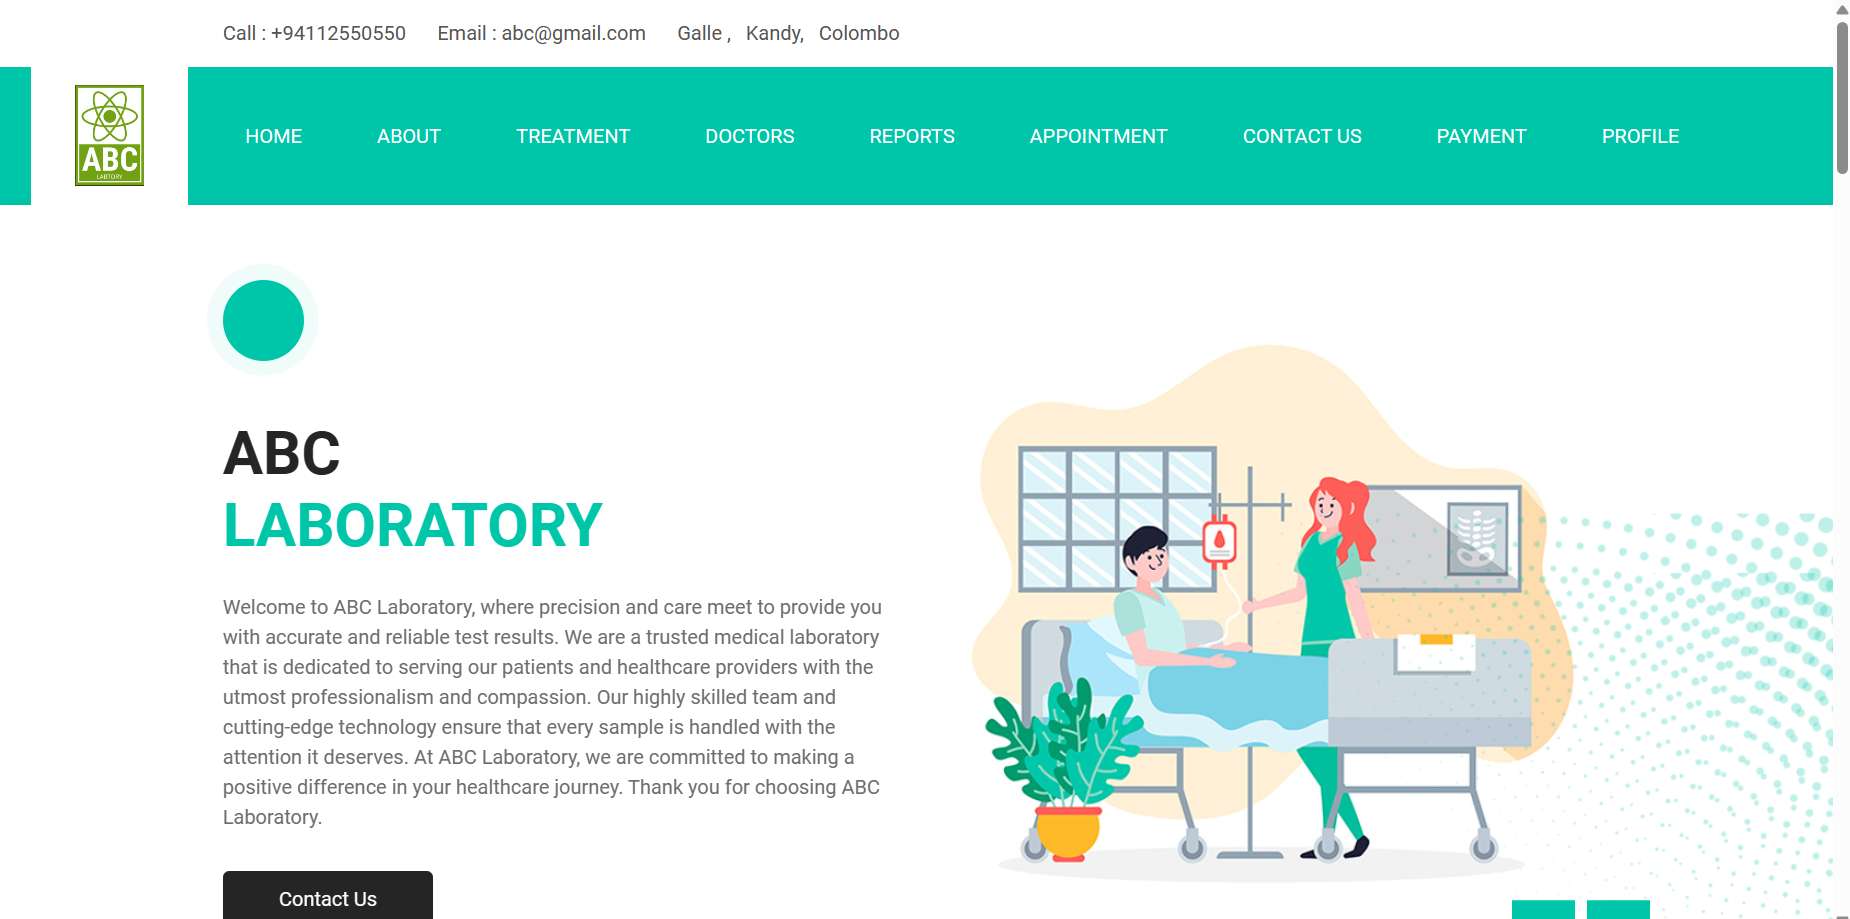 Call : +94112550550 Email : abc@gmail.com Galle , Kandy, Colombo
ABC
LABTORY
HOME ABOUT TREATMENT DOCTORS REPORTS APPOINTMENT CONTACT US PAYMENT PROFILE
ABC
LABORATORY
Welcome to ABC Laboratory, where precision and care meet to provide you
with accurate and reliable test results. We are a trusted medical laboratory
that is dedicated to serving our patients and healthcare providers with the
utmost professionalism and compassion. Our highly skilled team and
cutting-edge technology ensure that every sample is handled with the
attention it deserves. At ABC Laboratory, we are committed to making a
positive difference in your healthcare journey. Thank you for choosing ABC
Laboratory.
Contact Us